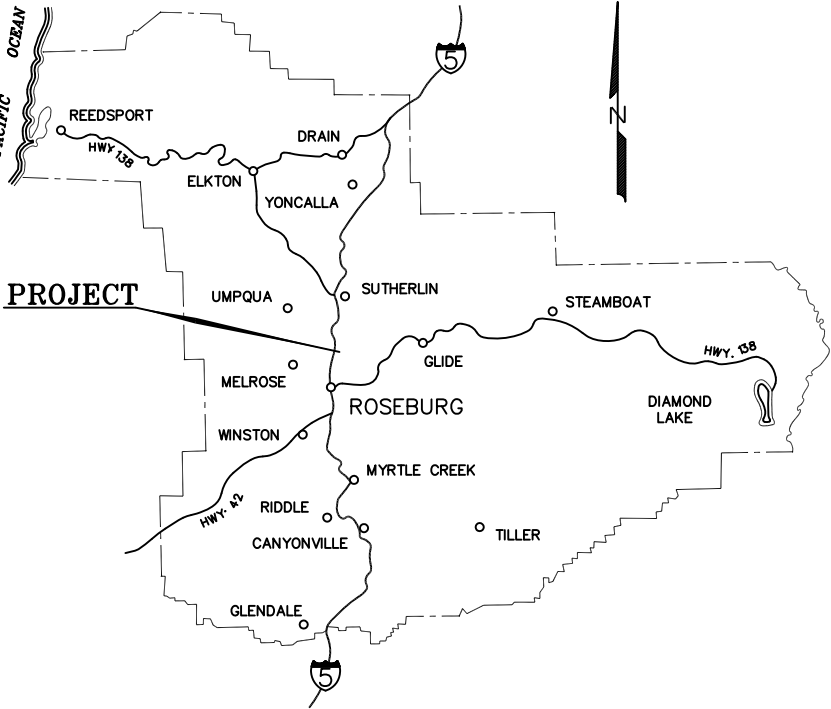 OCEAN
PACIFIC
5
N
REEDSPORT
HWY 138
DRAIN
ELKTON
YONCALLA
PROJECT
UMPQUA
SUTHERLIN
STEAMBOAT
GLIDE
HWY. 138
MELROSE
ROSEBURG
DIAMOND
LAKE
WINSTON
MYRTLE CREEK
HWY. 42
RIDDLE
CANYONVILLE
TILLER
GLENDALE
5